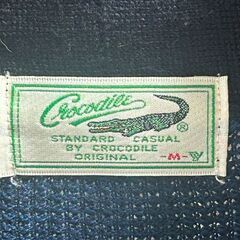 Crocodile
®
STANDARD CASUAL
BY CROCODILE
ORIGINAL -M-